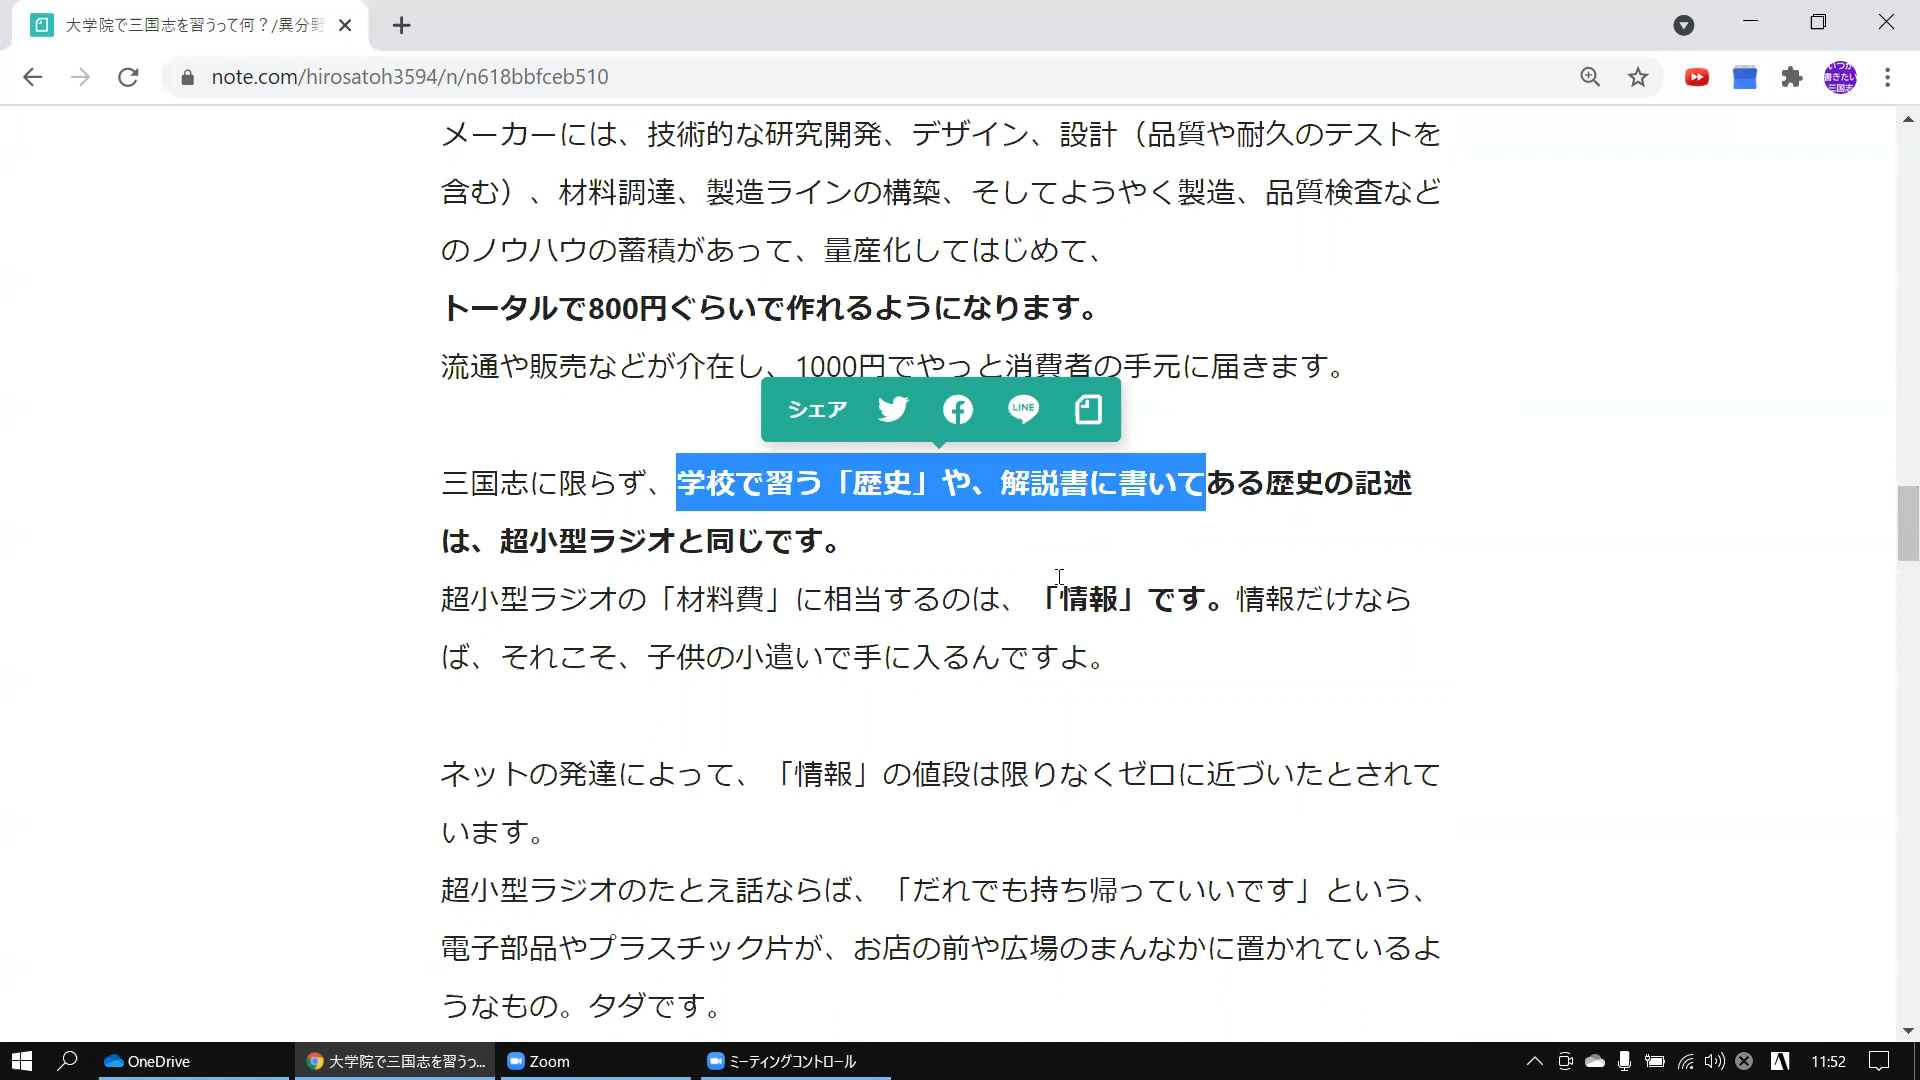 大学院で三国志を習うって何？/異分野
note.com/hirosatoh3594/n/n618bbfceb510
いつか
書きたい
三国志
メーカーには、技術的な研究開発、デザイン、設計（品質や耐久のテストを
含む）、材料調達、製造ラインの構築、そしてようやく製造、品質検査など
のノウハウの蓄積があって、量産化してはじめて、
トータルで800円ぐらいで作れるようになります。
流通や販売などが介在し、1000円でやっと消費者の手元に届きます。
シェア
LINE
三国志に限らず、学校で習う「歴史」や、解説書に書いてある歴史の記述
は、超小型ラジオと同じです。
超小型ラジオの「材料費」に相当するのは、「情報」です。情報だけなら
ば、それこそ、子供の小遣いで手に入るんですよ。
ネットの発達によって、「情報」の値段は限りなくゼロに近づいたとされて
います。
超小型ラジオのたとえ話ならば、「だれでも持ち帰っていいです」という、
電子部品やプラスチック片が、お店の前や広場のまんなかに置かれているよ
うなもの。タダです。
OneDrive
大学院で三国志を習うっ...
Zoom
ミーティングコントロール
A
11:52